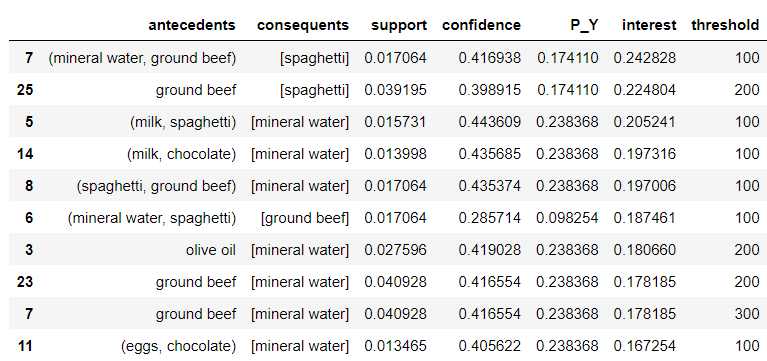 antecedents consequents support confidence P_Y interest threshold
7 (mineral water, ground beef) [spaghetti] 0.017064 0.416938 0.174110 0.242828 100
25 ground beef [spaghetti] 0.039195 0.398915 0.174110 0.224804 200
5 (milk, spaghetti) [mineral water] 0.015731 0.443609 0.238368 0.205241 100
14 (milk, chocolate) [mineral water] 0.013998 0.435685 0.238368 0.197316 100
8 (spaghetti, ground beef) [mineral water] 0.017064 0.435374 0.238368 0.197006 100
6 (mineral water, spaghetti) [ground beef] 0.017064 0.285714 0.098254 0.187461 100
3 olive oil [mineral water] 0.027596 0.419028 0.238368 0.180660 200
23 ground beef [mineral water] 0.040928 0.416554 0.238368 0.178185 200
7 ground beef [mineral water] 0.040928 0.416554 0.238368 0.178185 300
11 (eggs, chocolate) [mineral water] 0.013465 0.405622 0.238368 0.167254 100